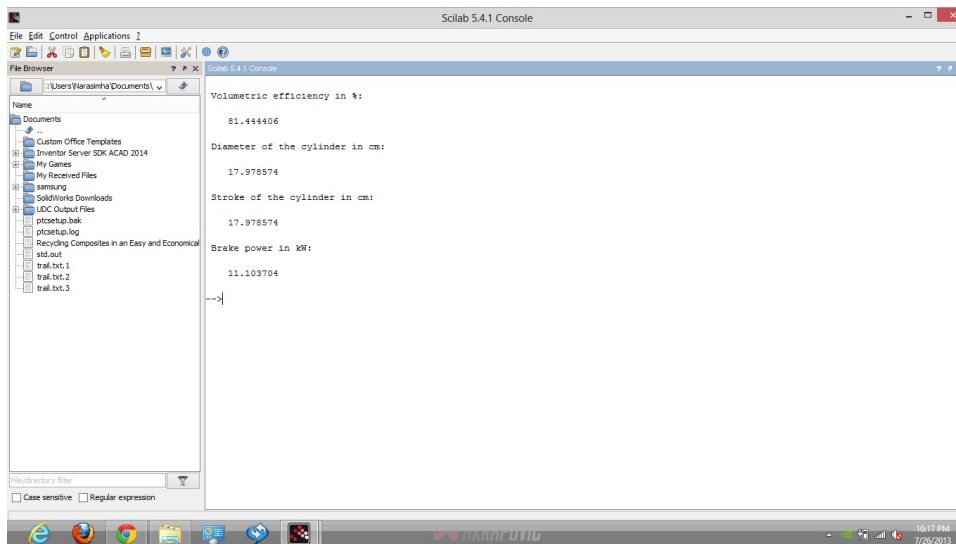 Scilab 5.4.1 Console
File Edit Control Applications ?
File Browser
Scilab 5.4.1 Console
:\Users\Narasimha\Documents\
Name
Documents
..
Custom Office Templates
Inventor Server SDK ACAD 2014
My Games
My Received Files
samsung
SolidWorks Downloads
UDC Output Files
ptcsetup.bak
ptcsetup.log
Recycling Composites in an Easy and Economical
std.out
trail.txt.1
trail.txt.2
trail.txt.3
File/directory filter
Case sensitive
Regular expression
Volumetric efficiency in %:
81.444406
Diameter of the cylinder in cm:
17.978574
Stroke of the cylinder in cm:
17.978574
Brake power in kW:
11.103704
-->
10:17 PM
7/26/2013